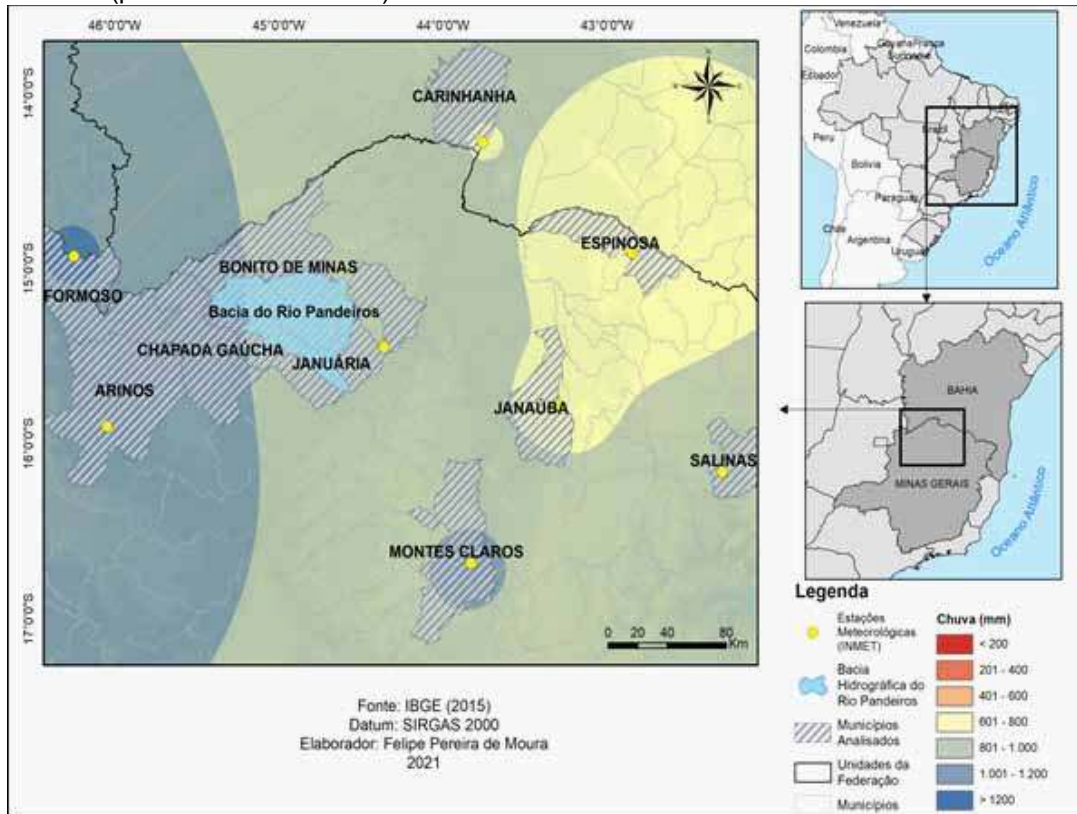 46°0'0"W
45°0'0"W
44°0'0"W
43°0'0"W
14°0'0"S
15°0'0"S
16°0'0"S
17°0'0"S
CARINHANHA
ESPINOSA
FORMOSO
BONITO DE MINAS
Bacia do Rio Pandeiros
CHAPADA GAÚCHA
JANUÁRIA
ARINOS
JANAÚBA
SALINAS
MONTES CLAROS
0 20 40 80
Km
Fonte: IBGE (2015)
Datum: SIRGAS 2000
Elaborador: Felipe Pereira de Moura
2021
Venezuela
Colombia
Ecuador
Peru
Brazil
Bolivia
Paraguay
Chile
Argentina
Uruguay
Oceano Atlântico
BAHIA
MINAS GERAIS
Oceano Atlântico
Legenda
Estações
Meteorológicas
(INMET)
Bacia
Hidrográfica do
Rio Pandeiros
Municípios
Analisados
Unidades da
Federação
Municípios
Chuva (mm)
< 200
201 - 400
401 - 600
601 - 800
801 - 1.000
1.001 - 1.200
> 1200